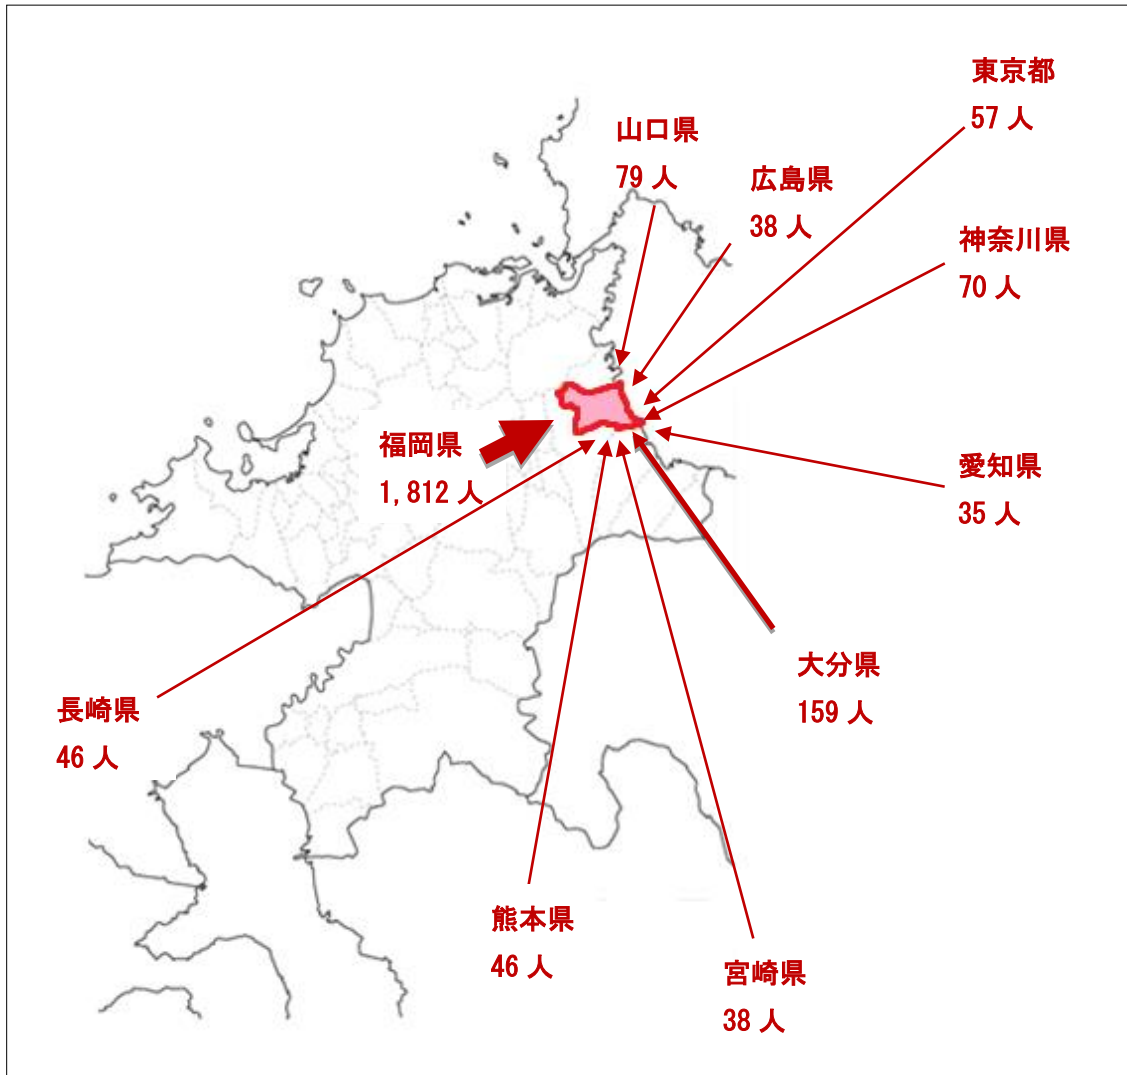 東京都
57 人
山口県
79 人
広島県
38 人
神奈川県
70 人
福岡県
1,812 人
愛知県
35 人
大分県
159 人
長崎県
46 人
熊本県
46 人
宮崎県
38 人